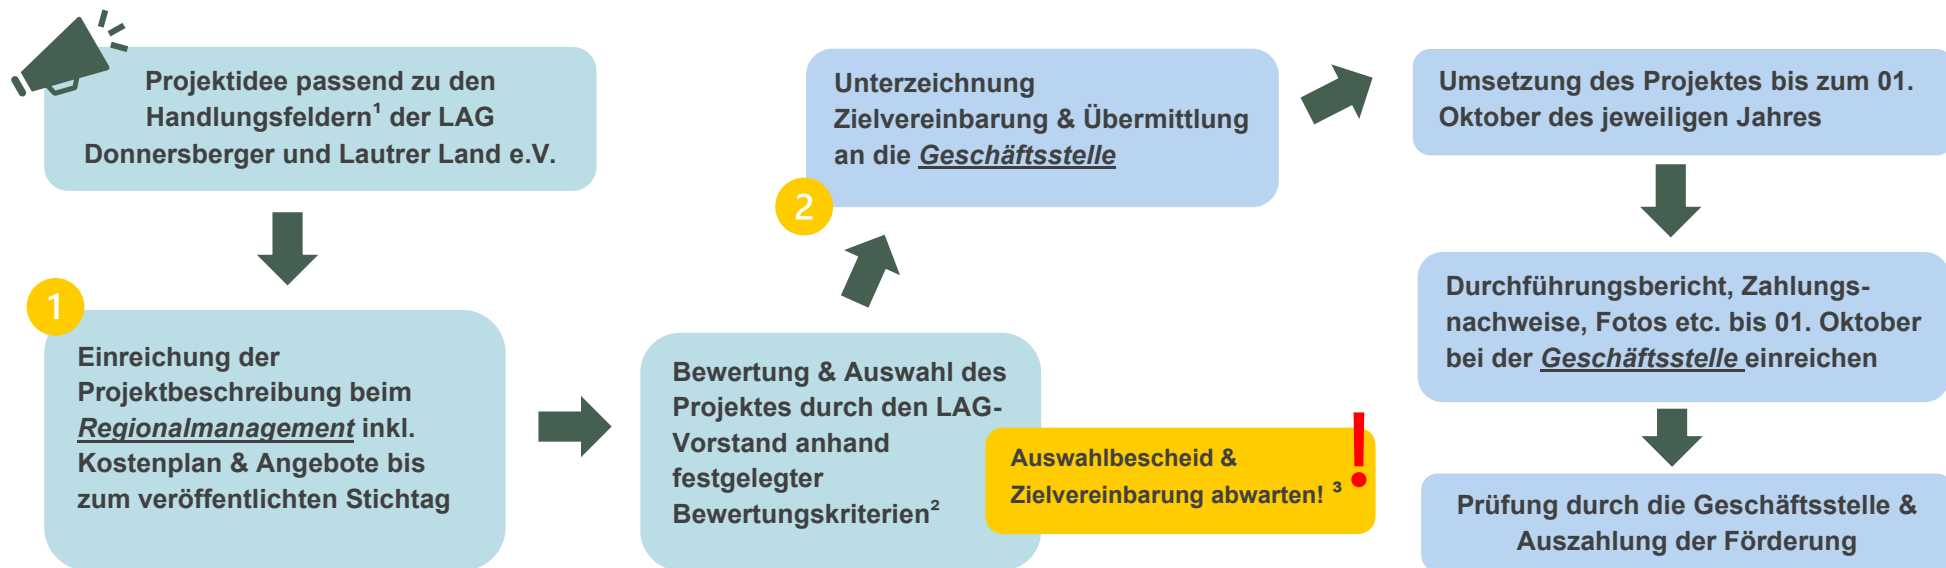 Projektidee passend zu den
Handlungsfeldern¹ der LAG
Donnersberger und Lautrer Land e.V.
1
Einreichung der
Projektbeschreibung beim
Regionalmanagement inkl.
Kostenplan & Angebote bis
zum veröffentlichten Stichtag
Bewertung & Auswahl des
Projektes durch den LAG-
Vorstand anhand
festgelegter
Bewertungskriterien²
Auswahlbescheid &
Zielvereinbarung abwarten! ³
!
2
Unterzeichnung
Zielvereinbarung & Übermittlung
an die Geschäftsstelle
Umsetzung des Projektes bis zum 01.
Oktober des jeweiligen Jahres
Durchführungsbericht, Zahlungs-
nachweise, Fotos etc. bis 01. Oktober
bei der Geschäftsstelle einreichen
Prüfung durch die Geschäftsstelle &
Auszahlung der Förderung